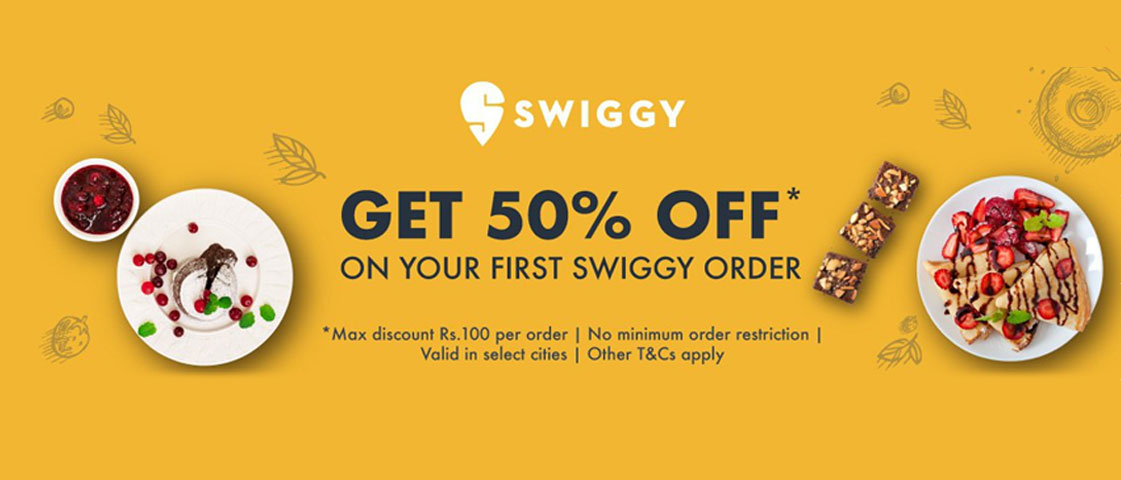 SWIGGY
GET 50% OFF*
ON YOUR FIRST SWIGGY ORDER
*Max discount Rs.100 per order | No minimum order restriction |
Valid in select cities | Other T&Cs apply